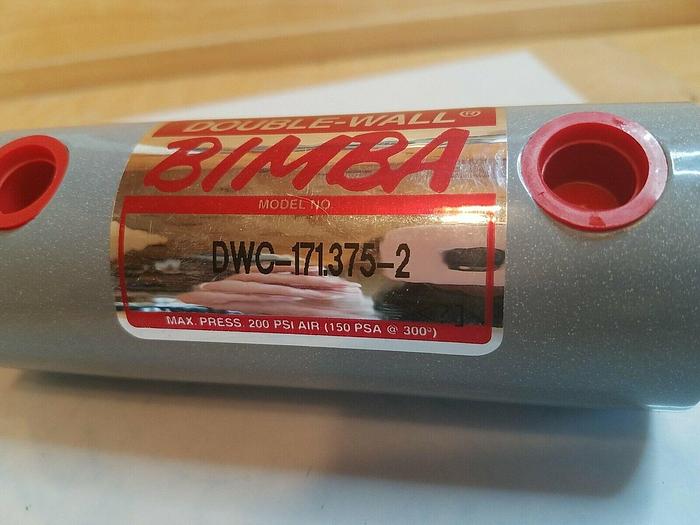 DOUBLE-WALL®
BIMBA
MODEL NO.
DWC-171.375-2
MAX. PRESS. 200 PSI AIR (150 PSA @ 300°)